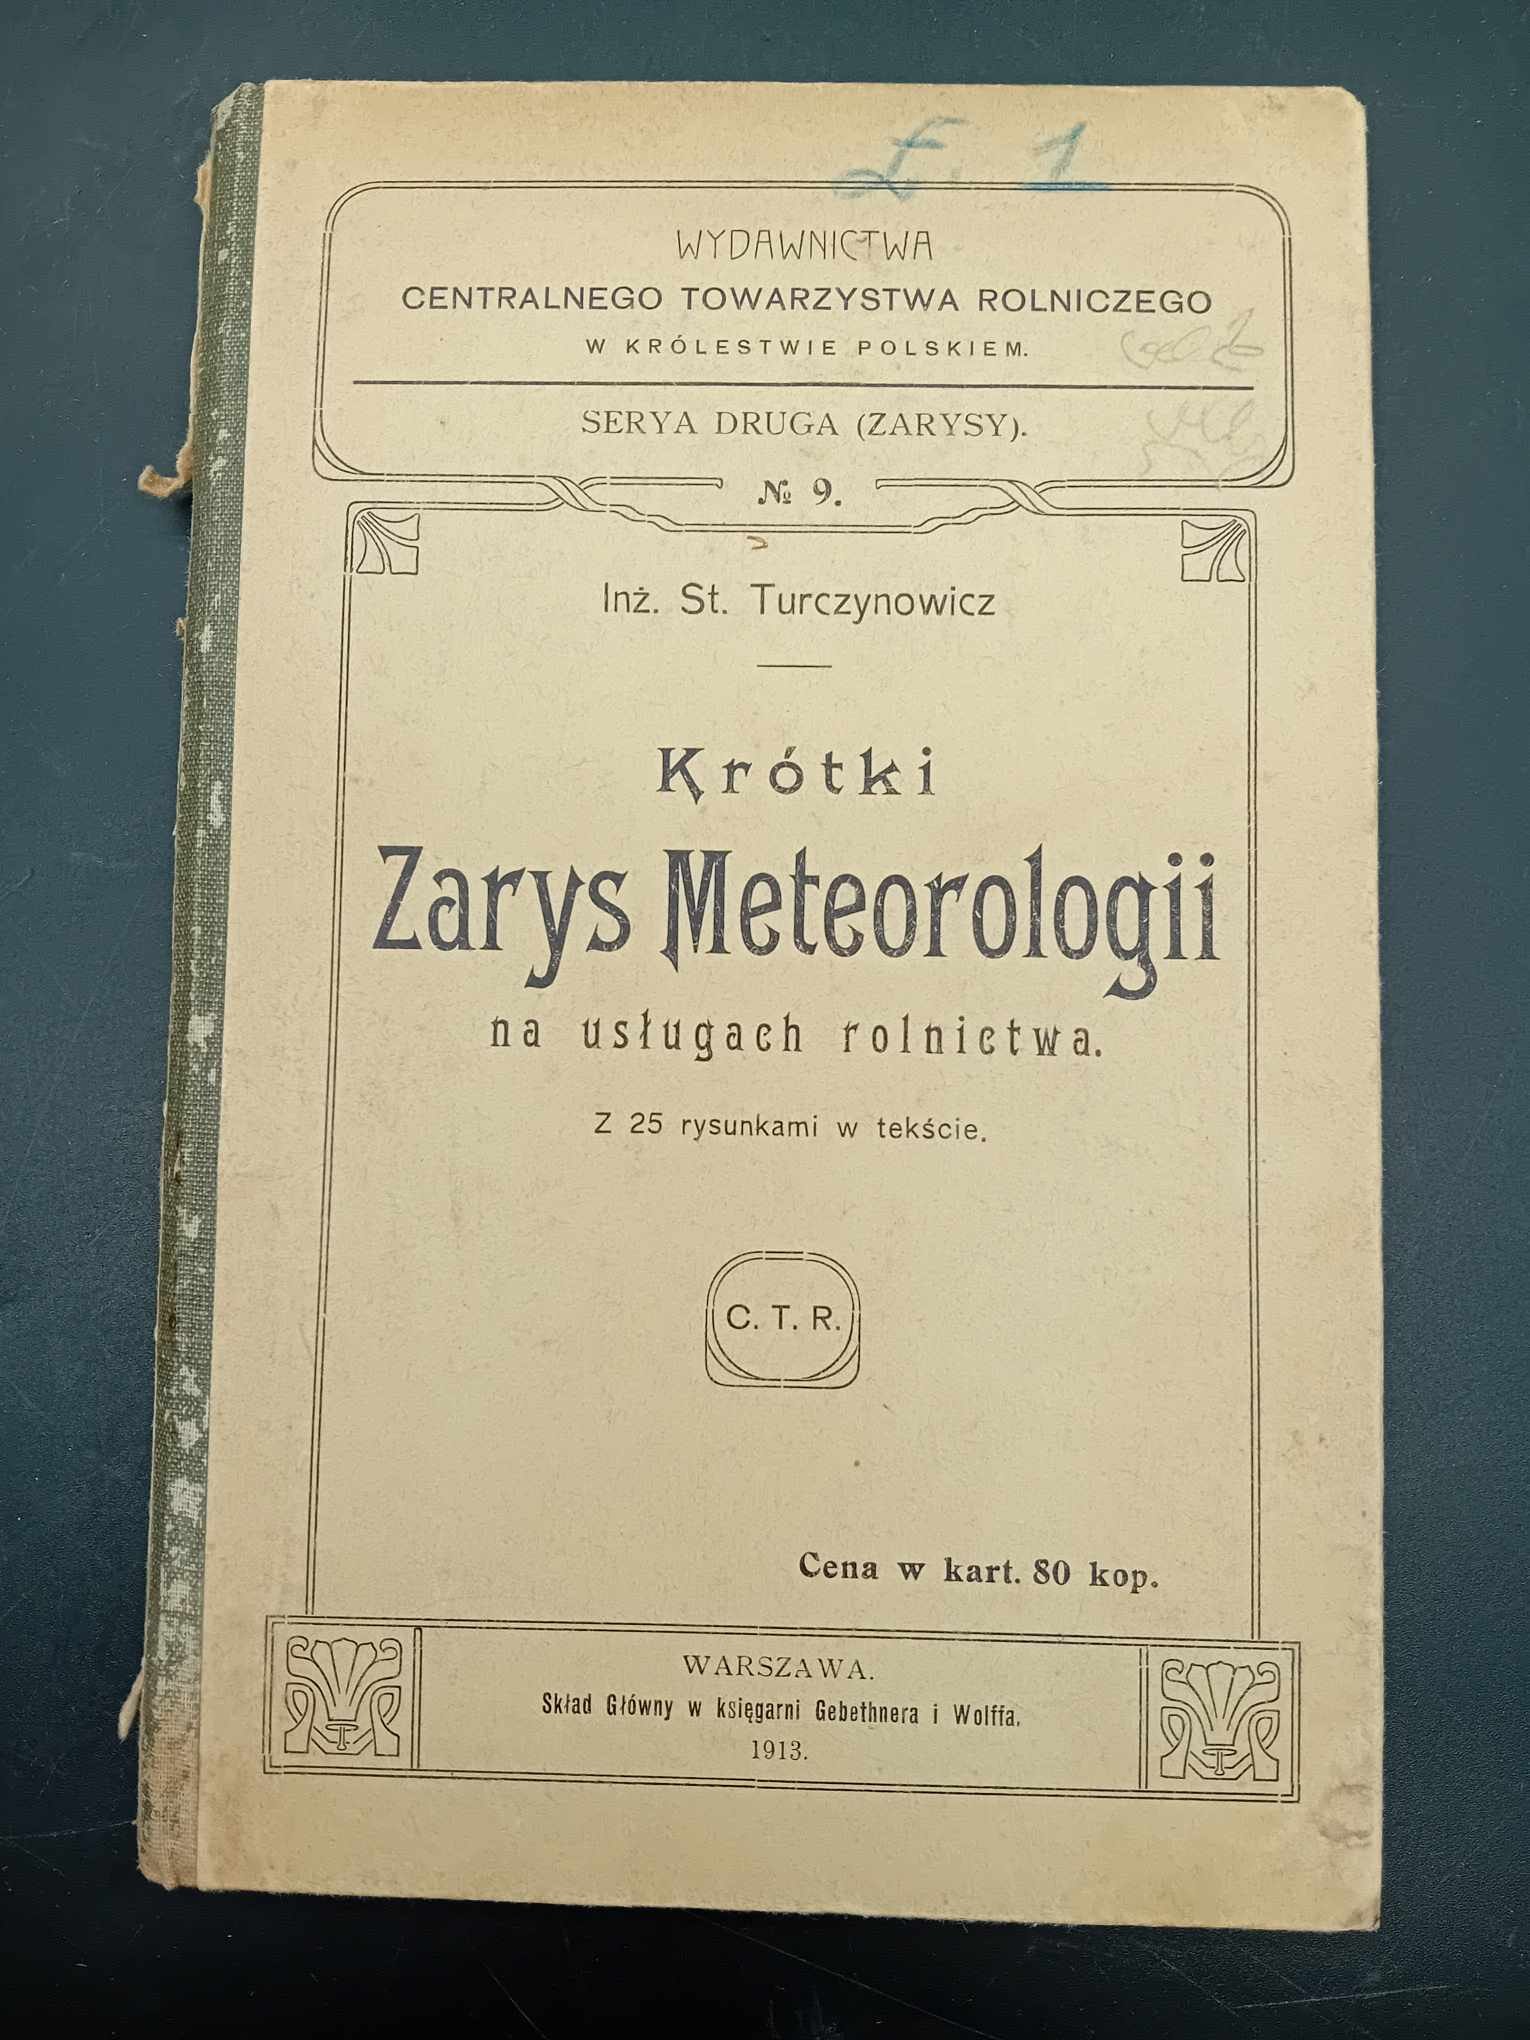 Ł. 1
WYDAWNICTWA
CENTRALNEGO TOWARZYSTWA ROLNICZEGO
W KRÓLESTWIE POLSKIEM.
SERYA DRUGA (ZARYSY).
№ 9.
Inż. St. Turczynowicz
Krótki
Zarys Meteorologii
na usługach rolnictwa.
Z 25 rysunkami w tekście.
C. T. R.
Cena w kart. 80 kop.
WARSZAWA.
Skład Główny w księgarni Gebethnera i Wolffa.
1913.